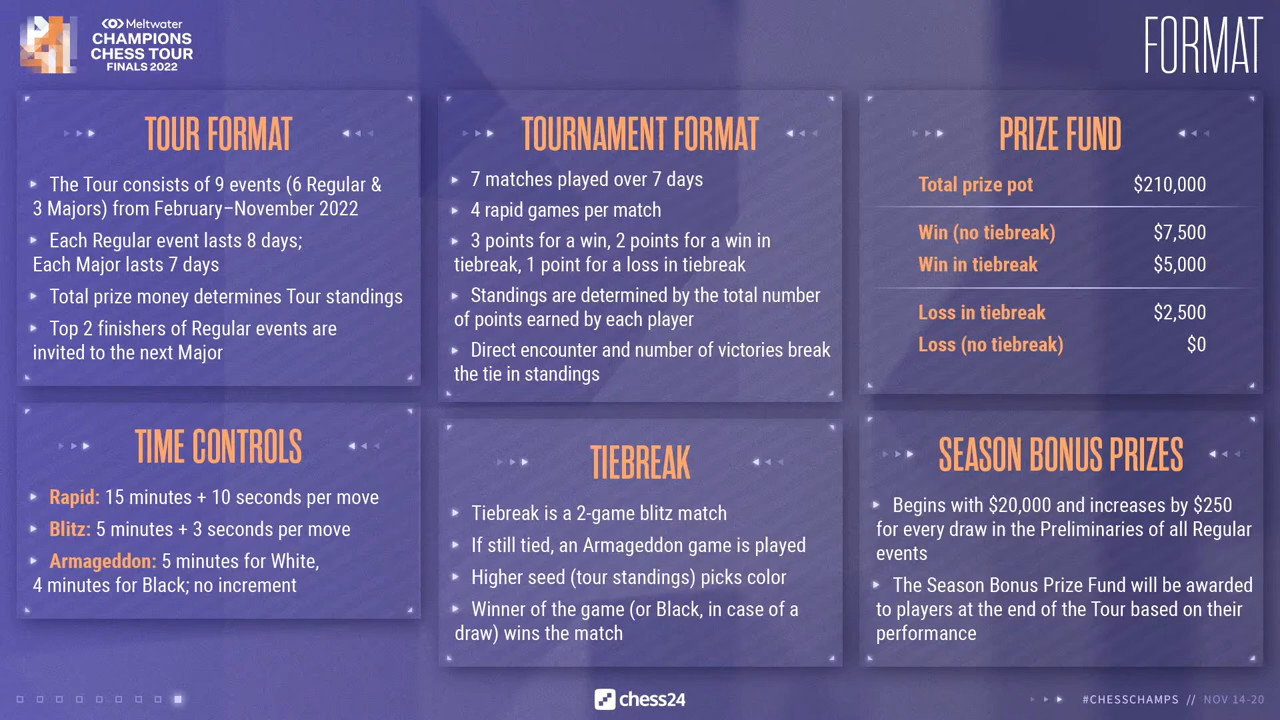 Meltwater
CHAMPIONS
CHESS TOUR
FINALS 2022
FORMAT
TOUR FORMAT
The Tour consists of 9 events (6 Regular &
3 Majors) from February–November 2022
Each Regular event lasts 8 days;
Each Major lasts 7 days
Total prize money determines Tour standings
Top 2 finishers of Regular events are
invited to the next Major
TOURNAMENT FORMAT
7 matches played over 7 days
4 rapid games per match
3 points for a win, 2 points for a win in
tiebreak, 1 point for a loss in tiebreak
Standings are determined by the total number
of points earned by each player
Direct encounter and number of victories break
the tie in standings
PRIZE FUND
Total prize pot $210,000
Win (no tiebreak) $7,500
Win in tiebreak $5,000
Loss in tiebreak $2,500
Loss (no tiebreak) $0
TIME CONTROLS
Rapid: 15 minutes + 10 seconds per move
Blitz: 5 minutes + 3 seconds per move
Armageddon: 5 minutes for White,
4 minutes for Black; no increment
TIEBREAK
Tiebreak is a 2-game blitz match
If still tied, an Armageddon game is played
Higher seed (tour standings) picks color
Winner of the game (or Black, in case of a
draw) wins the match
SEASON BONUS PRIZES
Begins with $20,000 and increases by $250
for every draw in the Preliminaries of all Regular
events
The Season Bonus Prize Fund will be awarded
to players at the end of the Tour based on their
performance
chess24
#CHESSCHAMPS // NOV 14-20